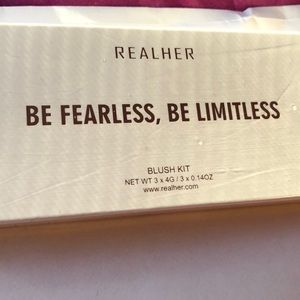 REALHER
BE FEARLESS, BE LIMITLESS
BLUSH KIT
NET WT 3 x 4G / 3 x 0.14OZ
www.realher.com